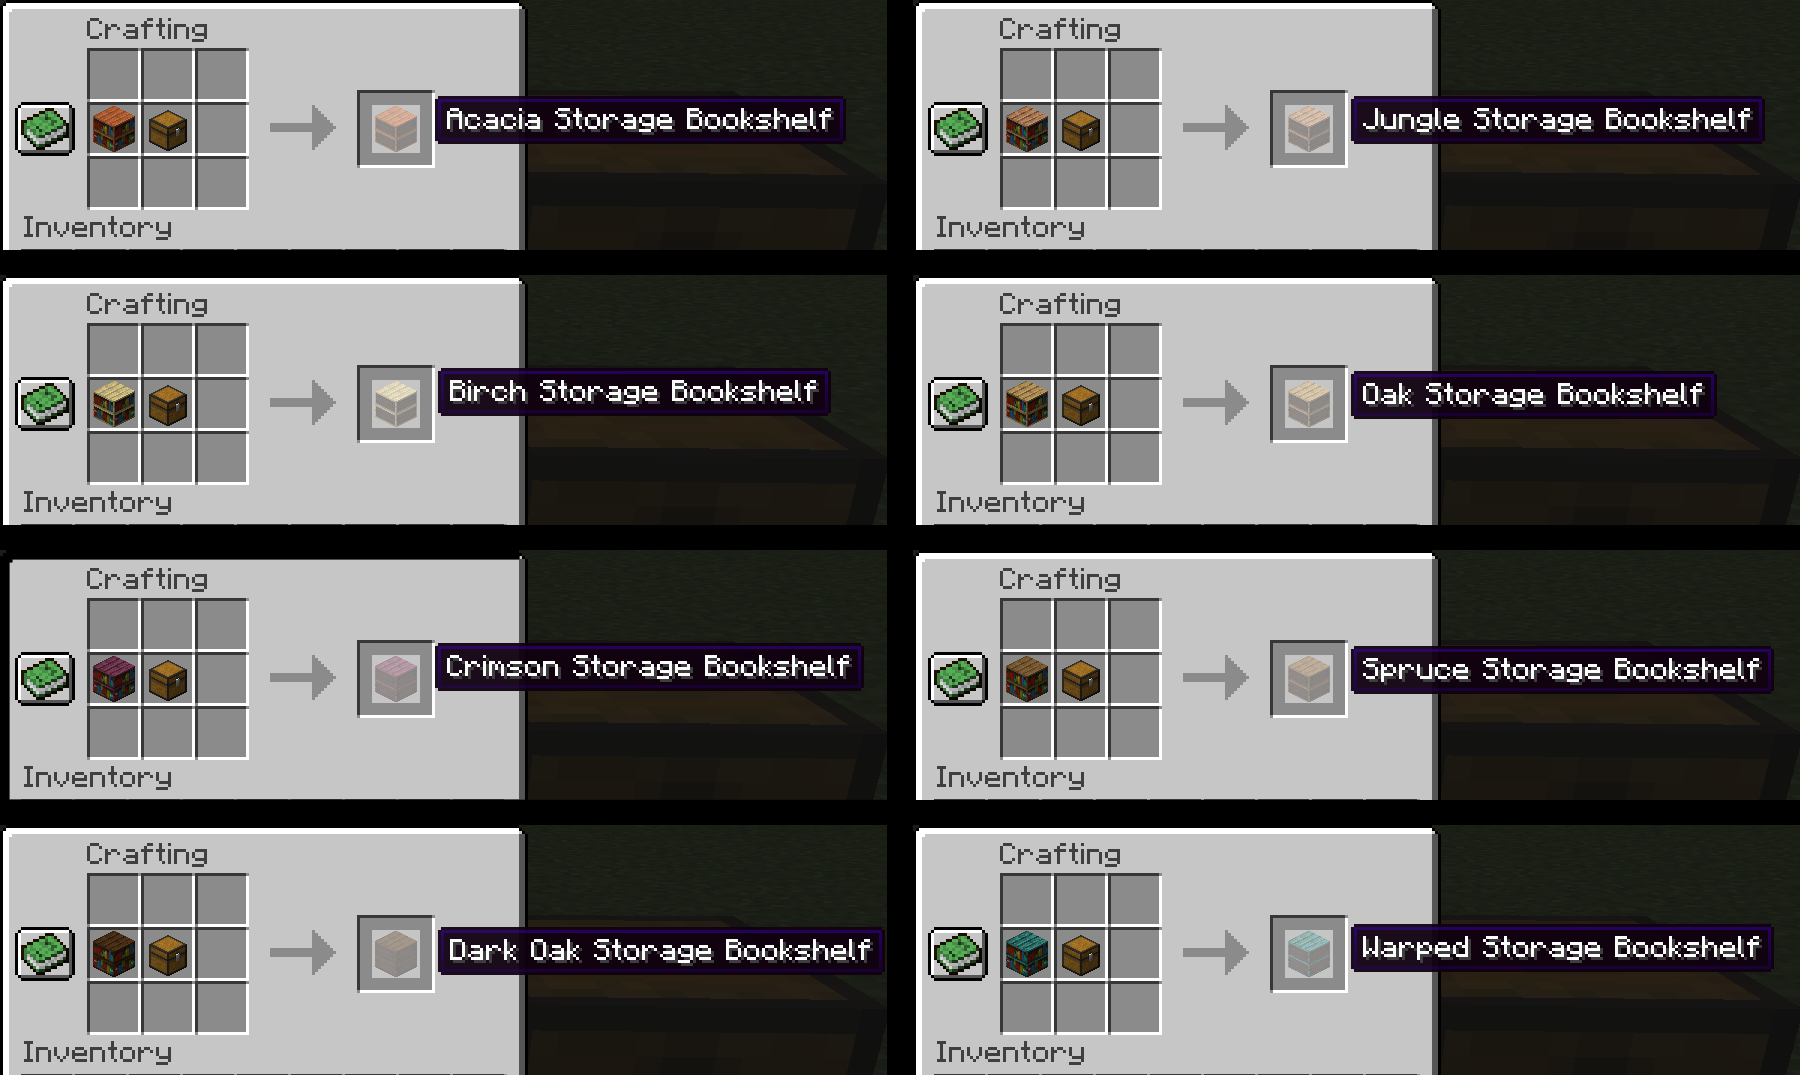 Crafting
Acacia Storage Bookshelf
Inventory
Crafting
Jungle Storage Bookshelf
Inventory
Crafting
Birch Storage Bookshelf
Inventory
Crafting
Oak Storage Bookshelf
Inventory
Crafting
Crimson Storage Bookshelf
Inventory
Crafting
Spruce Storage Bookshelf
Inventory
Crafting
Dark Oak Storage Bookshelf
Inventory
Crafting
Warped Storage Bookshelf
Inventory